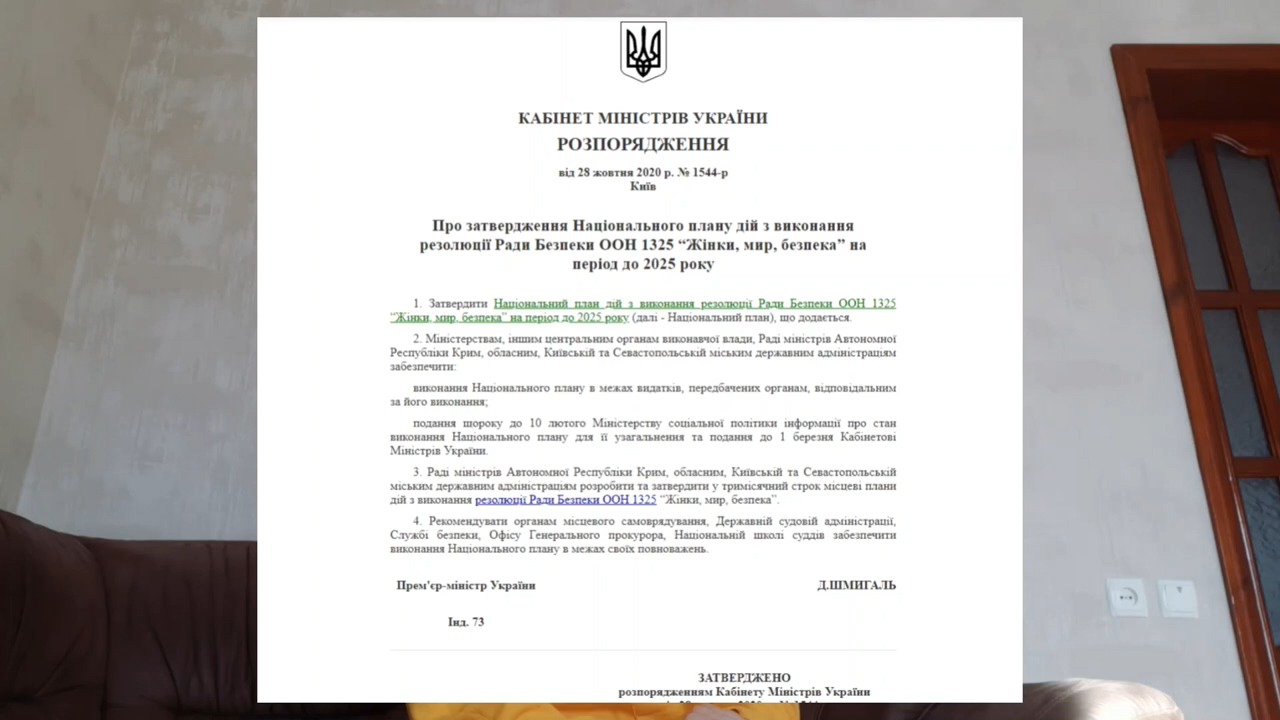 КАБІНЕТ МІНІСТРІВ УКРАЇНИ
РОЗПОРЯДЖЕННЯ
від 28 жовтня 2020 р. № 1544-р
Київ
Про затвердження Національного плану дій з виконання
резолюції Ради Безпеки ООН 1325 “Жінки, мир, безпека” на
період до 2025 року
1. Затвердити Національний план дій з виконання резолюції Ради Безпеки ООН 1325
“Жінки, мир, безпека” на період до 2025 року (далі - Національний план), що додається.
2. Міністерствам, іншим центральним органам виконавчої влади, Раді міністрів Автономної
Республіки Крим, обласним, Київській та Севастопольській міським державним адміністраціям
забезпечити:
виконання Національного плану в межах видатків, передбачених органам, відповідальним
за його виконання;
подання щороку до 10 лютого Міністерству соціальної політики інформації про стан
виконання Національного плану для її узагальнення та подання до 1 березня Кабінетові
Міністрів України.
3. Раді міністрів Автономної Республіки Крим, обласним, Київській та Севастопольській
міським державним адміністраціям розробити та затвердити у тримісячний строк місцеві плани
дій з виконання резолюції Ради Безпеки ООН 1325 “Жінки, мир, безпека”.
4. Рекомендувати органам місцевого самоврядування, Державній судовій адміністрації,
Службі безпеки, Офісу Генерального прокурора, Національній школі суддів забезпечити
виконання Національного плану в межах своїх повноважень.
Прем'єр-міністр України Д.ШМИГАЛЬ
Інд. 73
ЗАТВЕРДЖЕНО
розпорядженням Кабінету Міністрів України